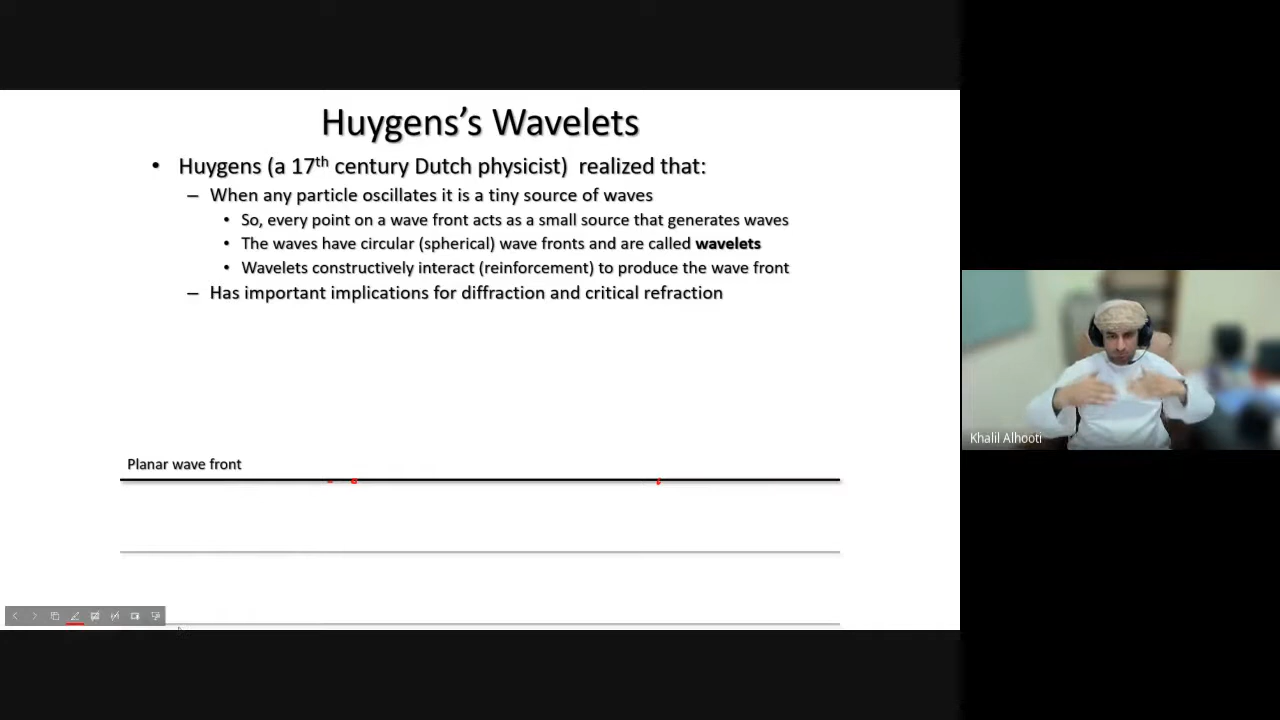 Huygens's Wavelets
• Huygens (a 17th century Dutch physicist) realized that:
– When any particle oscillates it is a tiny source of waves
• So, every point on a wave front acts as a small source that generates waves
• The waves have circular (spherical) wave fronts and are called wavelets
• Wavelets constructively interact (reinforcement) to produce the wave front
– Has important implications for diffraction and critical refraction
Khalil Alhooti
Planar wave front